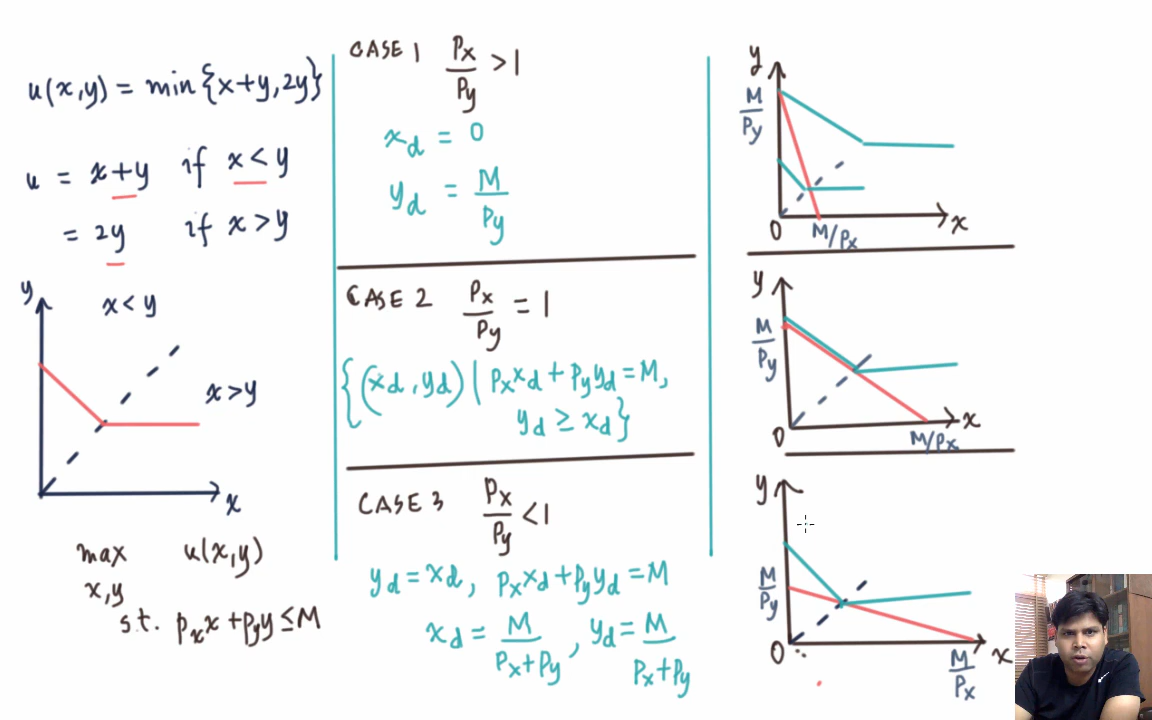 u(x,y) = min{x+y,2y}
u = x+y if x<y
= 2y if x>y
y
x<y
x>y
x
max u(x,y)
x,y
s.t. pxx+pyy≤M
CASE 1 Px/Py >1
xd = 0
yd = M/Py
CASE 2 Px/Py = 1
{(xd,yd) | pxxd+pyyd=M,
yd ≥ xd}
CASE 3 Px/Py <1
yd=xd, pxxd+pyyd=M
xd = M/Px+Py, yd= M/Px+Py
y
M/Py
0
M/Px
x
y
M/Py
0
M/Px
x
y
M/Py
0
M/Px
x